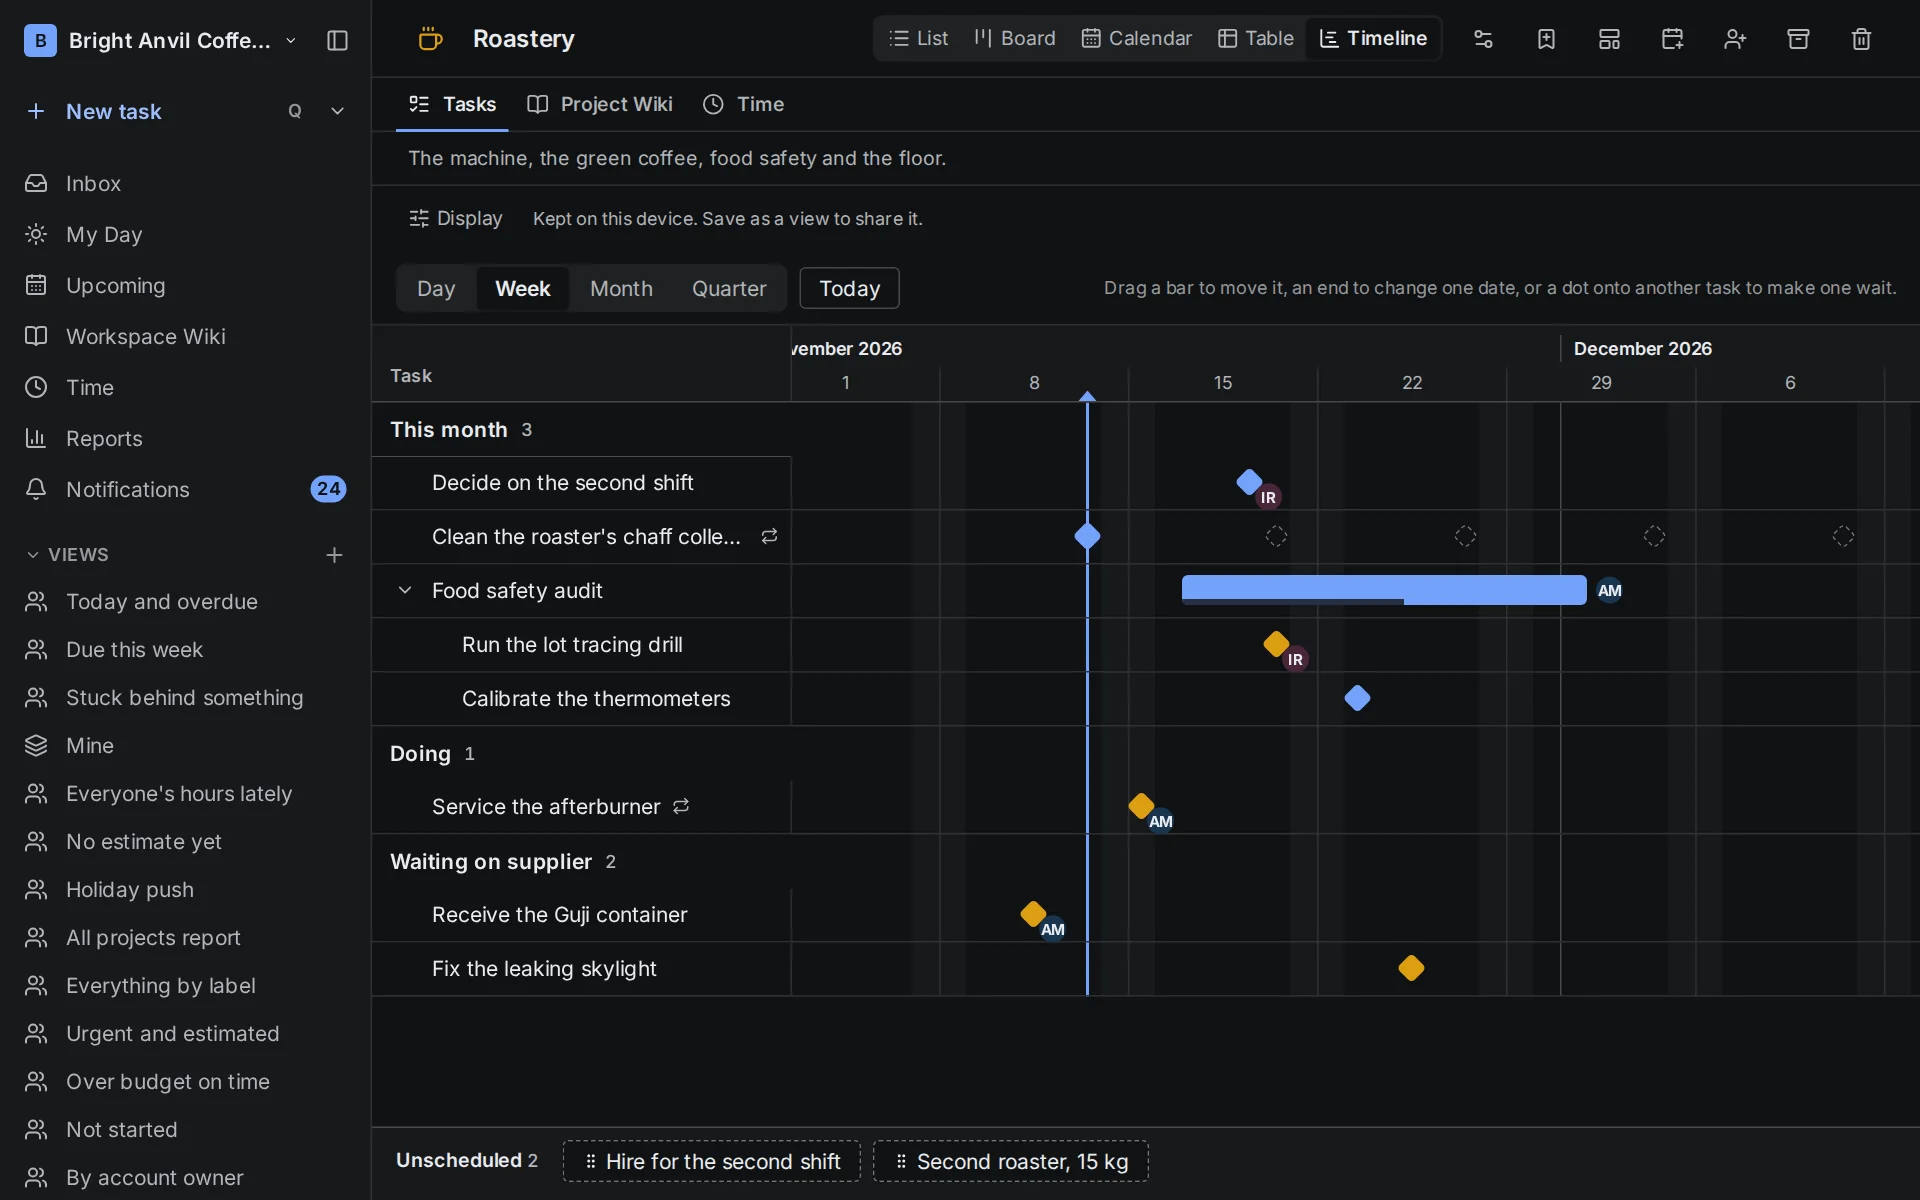 B Bright Anvil Coffe...
New task Q
Inbox
My Day
Upcoming
Workspace Wiki
Time
Reports
Notifications 24
VIEWS
Today and overdue
Due this week
Stuck behind something
Mine
Everyone's hours lately
No estimate yet
Holiday push
All projects report
Everything by label
Urgent and estimated
Over budget on time
Not started
By account owner
Roastery
List Board Calendar Table Timeline
Tasks Project Wiki Time
The machine, the green coffee, food safety and the floor.
Display Kept on this device. Save as a view to share it.
Day Week Month Quarter Today
Drag a bar to move it, an end to change one date, or a dot onto another task to make one wait.
vember 2026 December 2026
Task 1 8 15 22 29 6
This month 3
Decide on the second shift IR
Clean the roaster's chaff colle...
Food safety audit AM
Run the lot tracing drill IR
Calibrate the thermometers
Doing 1
Service the afterburner AM
Waiting on supplier 2
Receive the Guji container AM
Fix the leaking skylight
Unscheduled 2 Hire for the second shift Second roaster, 15 kg